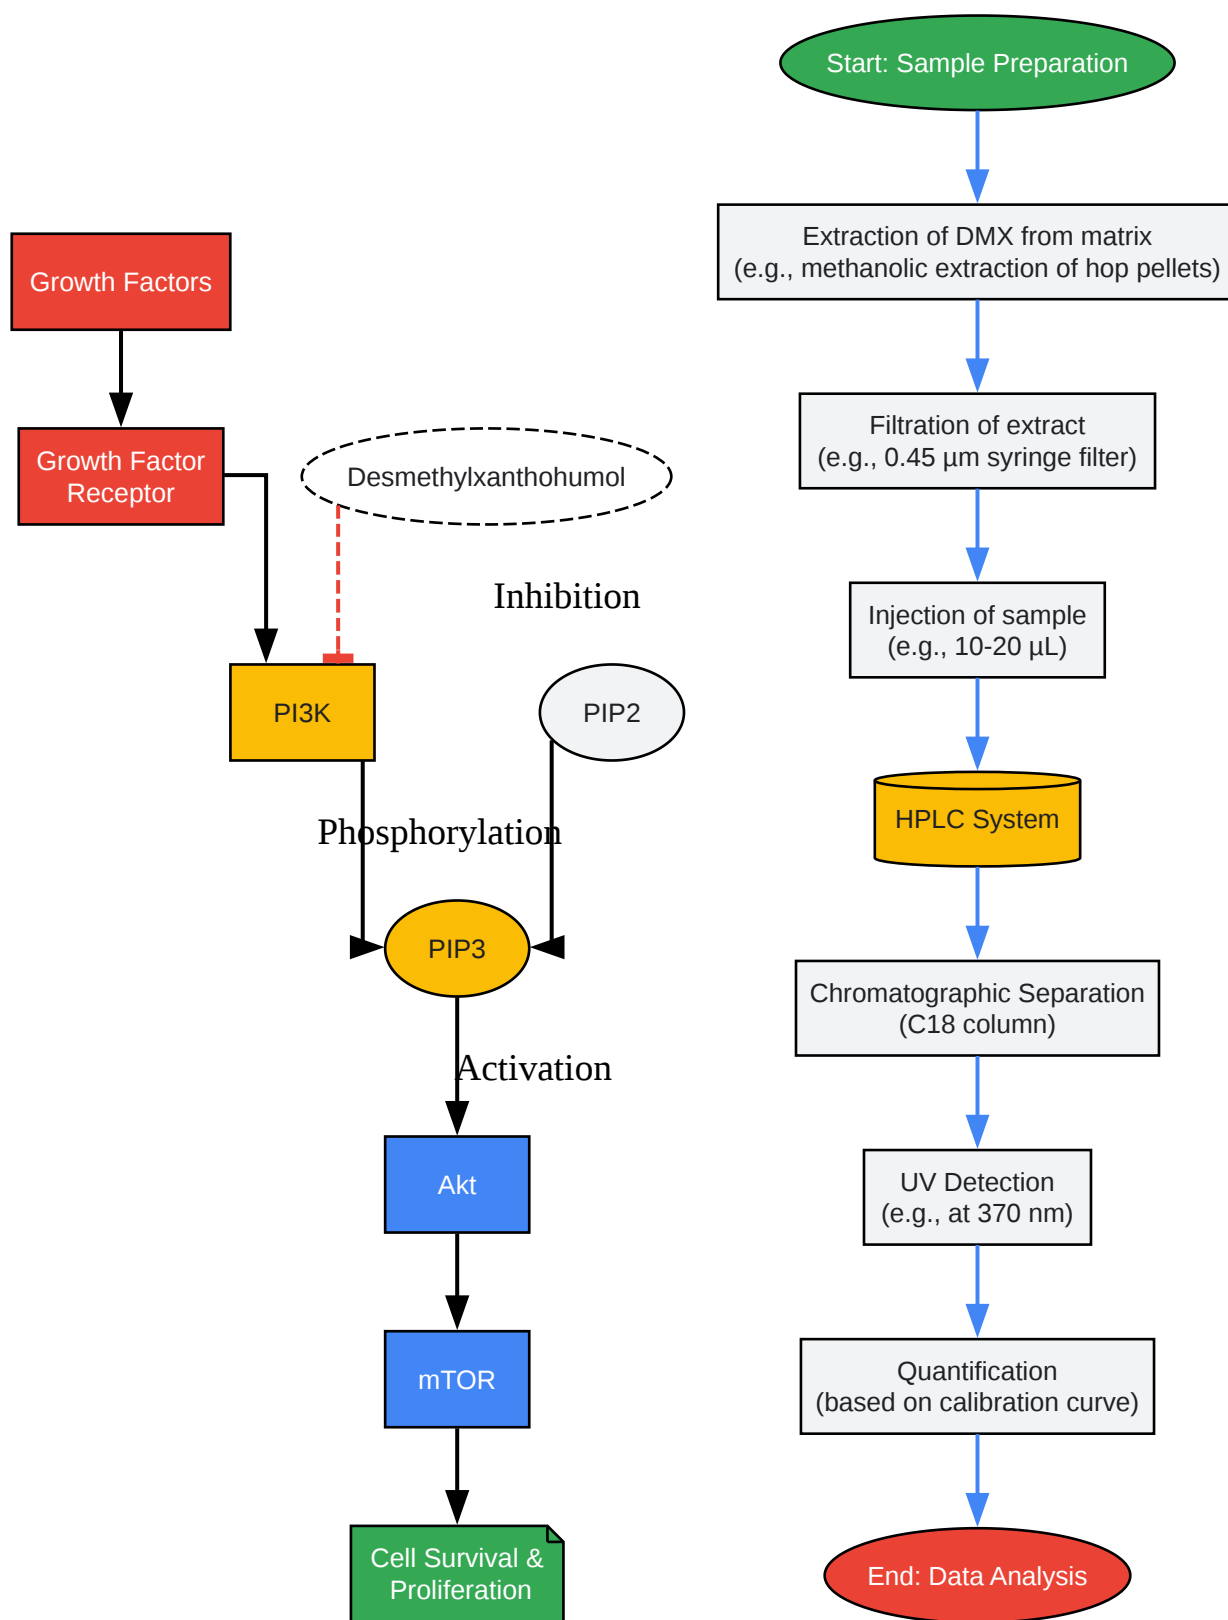 Growth Factors
Growth Factor
Receptor
Desmethylxanthohumol
Inhibition
PI3K
PIP2
Phosphorylation
PIP3
Activation
Akt
mTOR
Cell Survival &
Proliferation
Start: Sample Preparation
Extraction of DMX from matrix
(e.g., methanolic extraction of hop pellets)
Filtration of extract
(e.g., 0.45 µm syringe filter)
Injection of sample
(e.g., 10-20 µL)
HPLC System
Chromatographic Separation
(C18 column)
UV Detection
(e.g., at 370 nm)
Quantification
(based on calibration curve)
End: Data Analysis